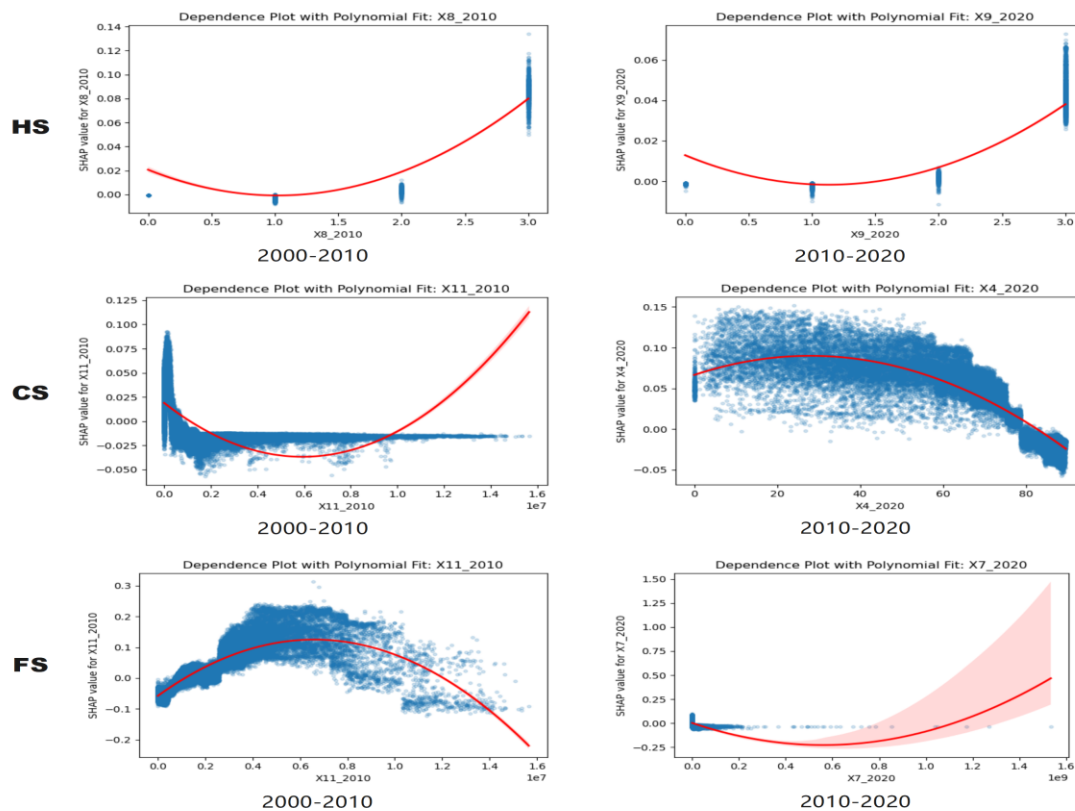 Dependence Plot with Polynomial Fit: X8_2010
0.14
0.12
0.10
0.08
0.06
0.04
0.02
0.00
SHAP value for X8_2010
0.0 0.5 1.0 1.5 2.0 2.5 3.0
X8_2010
2000-2010
Dependence Plot with Polynomial Fit: X9_2020
0.06
0.04
0.02
0.00
SHAP value for X9_2020
0.0 0.5 1.0 1.5 2.0 2.5 3.0
X9_2020
2010-2020
HS
Dependence Plot with Polynomial Fit: X11_2010
0.125
0.100
0.075
0.050
0.025
0.000
−0.025
−0.050
SHAP value for X11_2010
0.0 0.2 0.4 0.6 0.8 1.0 1.2 1.4 1.6
1e7
X11_2010
2000-2010
Dependence Plot with Polynomial Fit: X4_2020
0.15
0.10
0.05
0.00
−0.05
SHAP value for X4_2020
0 20 40 60 80
X4_2020
2010-2020
CS
Dependence Plot with Polynomial Fit: X11_2010
0.3
0.2
0.1
0.0
−0.1
−0.2
SHAP value for X11_2010
0.0 0.2 0.4 0.6 0.8 1.0 1.2 1.4 1.6
1e7
X11_2010
2000-2010
Dependence Plot with Polynomial Fit: X7_2020
1.50
1.25
1.00
0.75
0.50
0.25
0.00
−0.25
SHAP value for X7_2020
0.0 0.2 0.4 0.6 0.8 1.0 1.2 1.4 1.6
1e9
X7_2020
2010-2020
FS